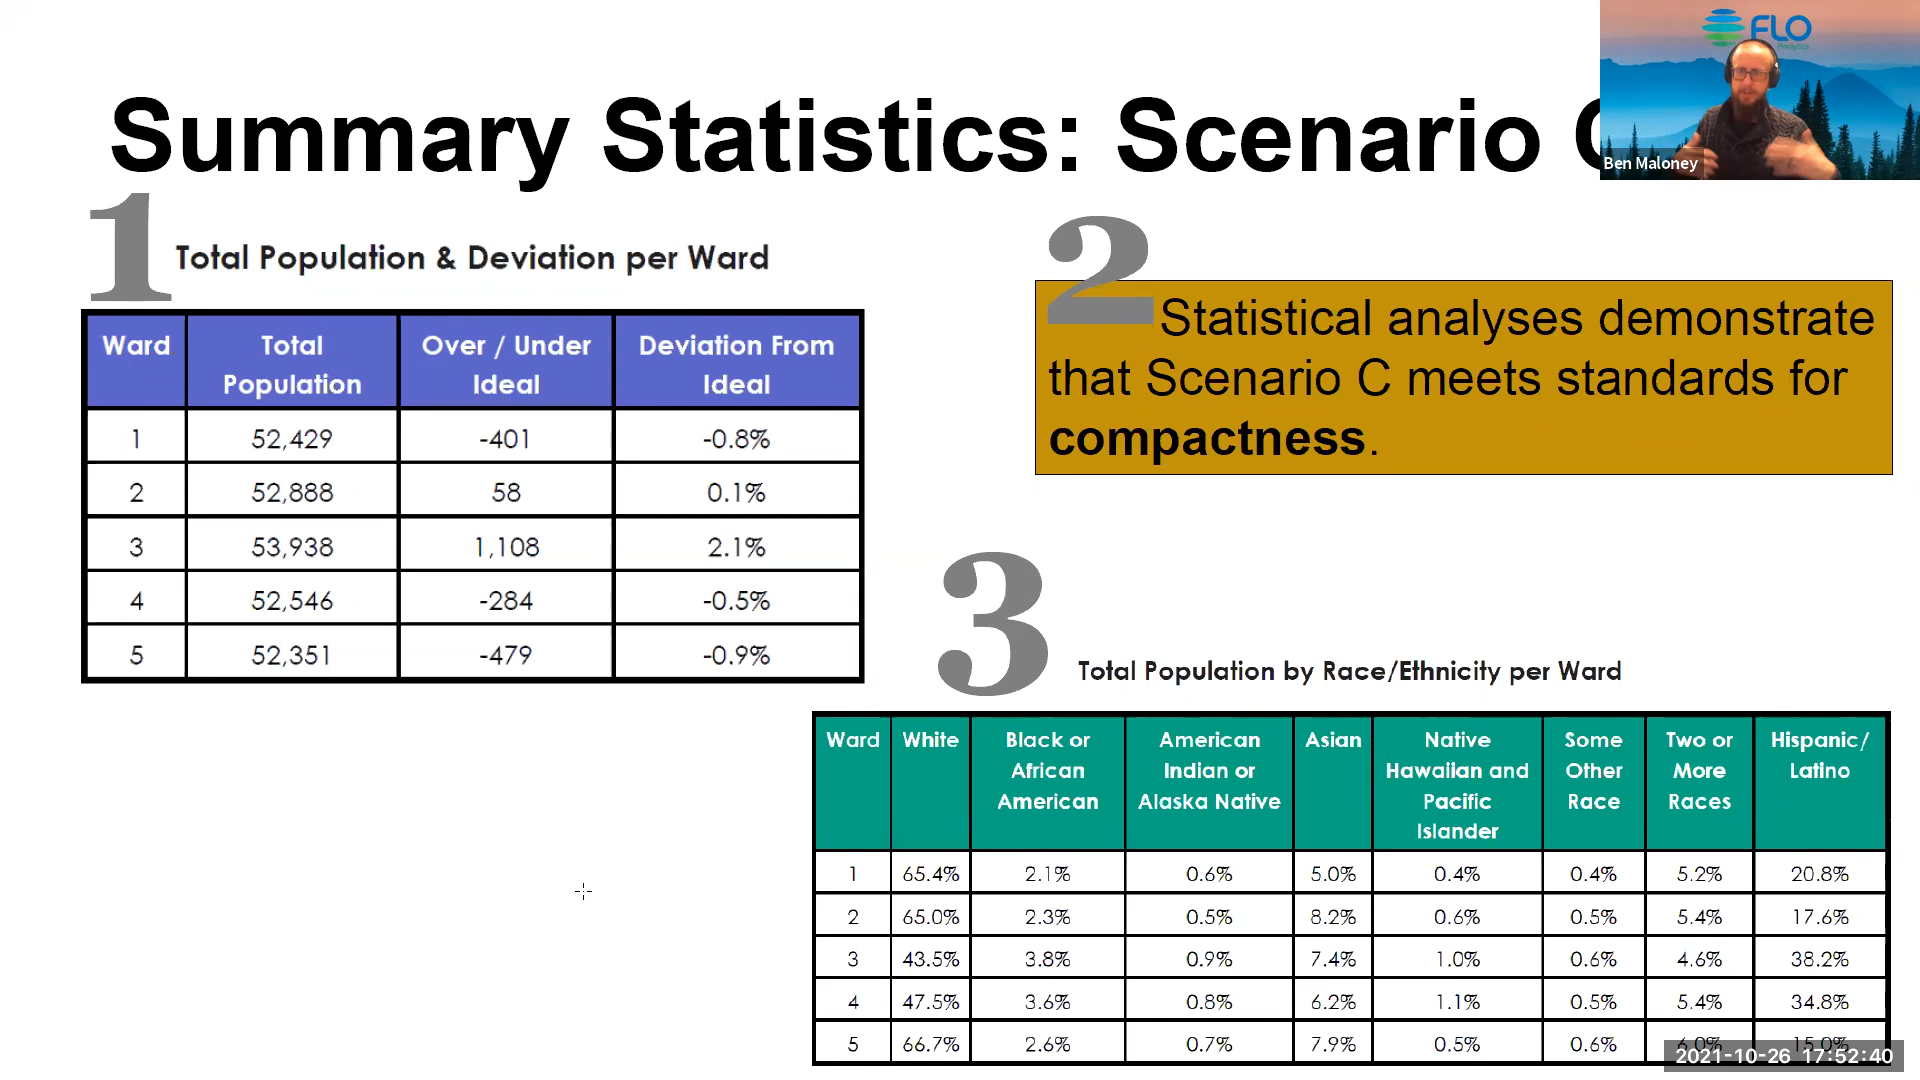 FLO
Analytics
Ben Maloney
Summary Statistics: Scenario C
1
Total Population & Deviation per Ward
Ward Total Population Over / Under Ideal Deviation From Ideal
1 52,429 -401 -0.8%
2 52,888 58 0.1%
3 53,938 1,108 2.1%
4 52,546 -284 -0.5%
5 52,351 -479 -0.9%
2
Statistical analyses demonstrate
that Scenario C meets standards for
compactness.
3
Total Population by Race/Ethnicity per Ward
Ward White Black or African American American Indian or Alaska Native Asian Native Hawaiian and Pacific Islander Some Other Race Two or More Races Hispanic/ Latino
1 65.4% 2.1% 0.6% 5.0% 0.4% 0.4% 5.2% 20.8%
2 65.0% 2.3% 0.5% 8.2% 0.6% 0.5% 5.4% 17.6%
3 43.5% 3.8% 0.9% 7.4% 1.0% 0.6% 4.6% 38.2%
4 47.5% 3.6% 0.8% 6.2% 1.1% 0.5% 5.4% 34.8%
5 66.7% 2.6% 0.7% 7.9% 0.5% 0.6% 6.0% 15.0%
2021-10-26 17:52:40